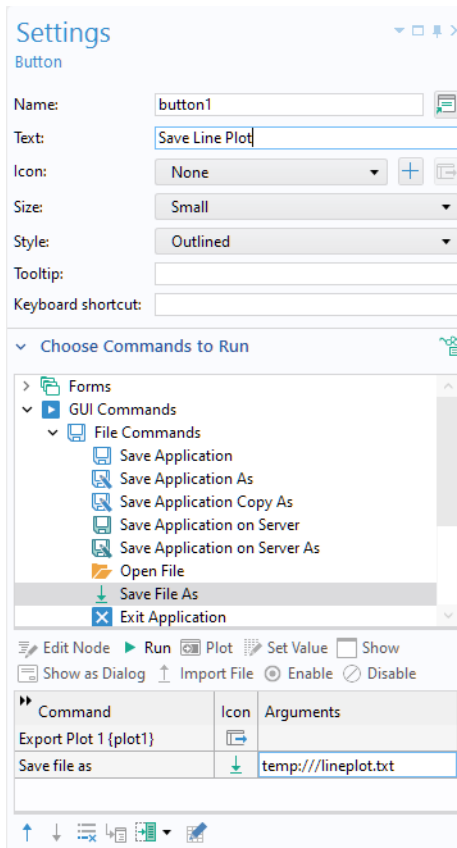 Settings
Button
Name: button1
Text: Save Line Plot
Icon: None
Size: Small
Style: Outlined
Tooltip:
Keyboard shortcut:
Choose Commands to Run
Forms
GUI Commands
File Commands
Save Application
Save Application As
Save Application Copy As
Save Application on Server
Save Application on Server As
Open File
Save File As
Exit Application
Edit Node Run Plot Set Value Show
Show as Dialog Import File Enable Disable
Command Icon Arguments
Export Plot 1 {plot1}
Save file as temp:///lineplot.txt